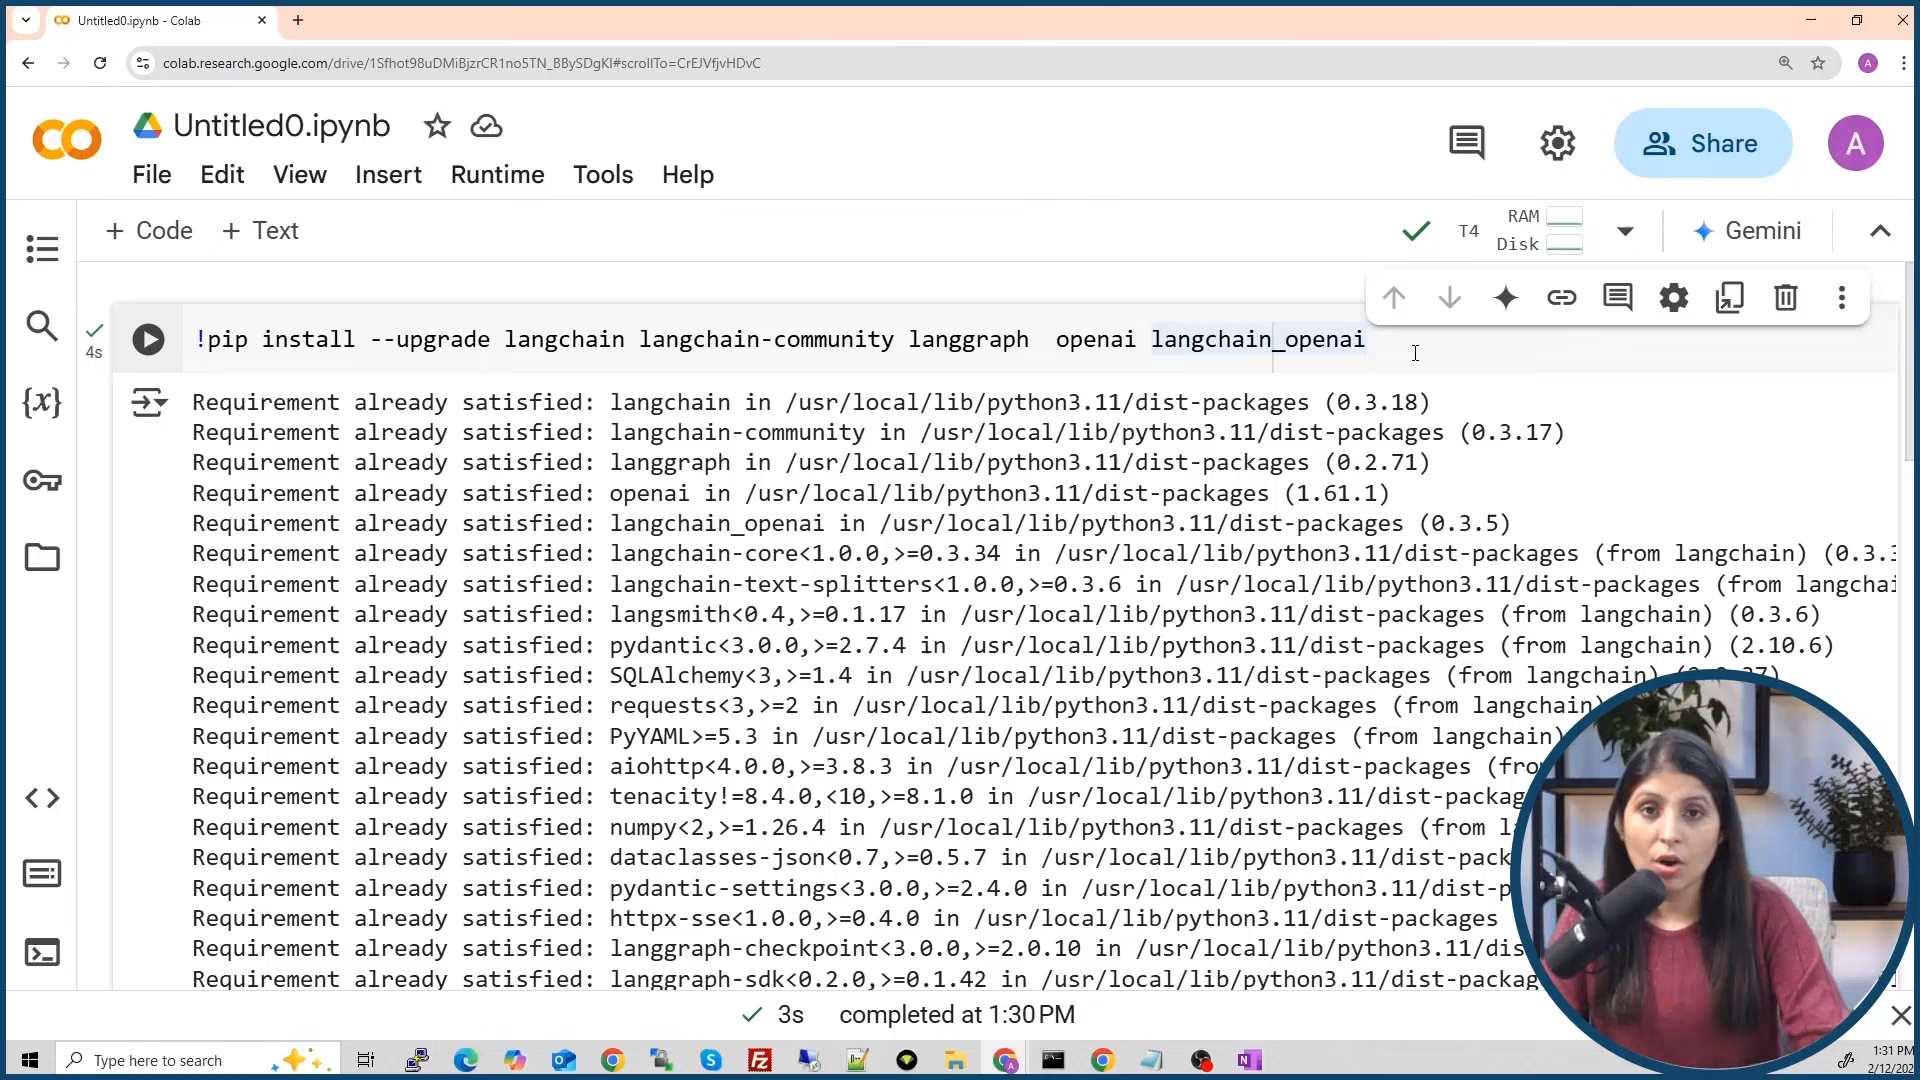 Untitled0.ipynb - Colab
colab.research.google.com/drive/1Sfhot98uDMiBjzrCR1no5TN_BBySDgKl#scrollTo=CrEJVfjvHDvC
A
CO
Untitled0.ipynb
File Edit View Insert Runtime Tools Help
Share
A
+ Code + Text
T4 RAM Disk
Gemini
4s
!pip install --upgrade langchain langchain-community langgraph  openai langchain_openai
Requirement already satisfied: langchain in /usr/local/lib/python3.11/dist-packages (0.3.18)
Requirement already satisfied: langchain-community in /usr/local/lib/python3.11/dist-packages (0.3.17)
Requirement already satisfied: langgraph in /usr/local/lib/python3.11/dist-packages (0.2.71)
Requirement already satisfied: openai in /usr/local/lib/python3.11/dist-packages (1.61.1)
Requirement already satisfied: langchain_openai in /usr/local/lib/python3.11/dist-packages (0.3.5)
Requirement already satisfied: langchain-core<1.0.0,>=0.3.34 in /usr/local/lib/python3.11/dist-packages (from langchain) (0.3.3
Requirement already satisfied: langchain-text-splitters<1.0.0,>=0.3.6 in /usr/local/lib/python3.11/dist-packages (from langchai
Requirement already satisfied: langsmith<0.4,>=0.1.17 in /usr/local/lib/python3.11/dist-packages (from langchain) (0.3.6)
Requirement already satisfied: pydantic<3.0.0,>=2.7.4 in /usr/local/lib/python3.11/dist-packages (from langchain) (2.10.6)
Requirement already satisfied: SQLAlchemy<3,>=1.4 in /usr/local/lib/python3.11/dist-packages (from langchain)
Requirement already satisfied: requests<3,>=2 in /usr/local/lib/python3.11/dist-packages (from langchain)
Requirement already satisfied: PyYAML>=5.3 in /usr/local/lib/python3.11/dist-packages (from langchain)
Requirement already satisfied: aiohttp<4.0.0,>=3.8.3 in /usr/local/lib/python3.11/dist-packages (fro
Requirement already satisfied: tenacity!=8.4.0,<10,>=8.1.0 in /usr/local/lib/python3.11/dist-packag
Requirement already satisfied: numpy<2,>=1.26.4 in /usr/local/lib/python3.11/dist-packages (from la
Requirement already satisfied: dataclasses-json<0.7,>=0.5.7 in /usr/local/lib/python3.11/dist-pack
Requirement already satisfied: pydantic-settings<3.0.0,>=2.4.0 in /usr/local/lib/python3.11/dist-p
Requirement already satisfied: httpx-sse<1.0.0,>=0.4.0 in /usr/local/lib/python3.11/dist-packages
Requirement already satisfied: langgraph-checkpoint<3.0.0,>=2.0.10 in /usr/local/lib/python3.11/dis
Requirement already satisfied: langgraph-sdk<0.2.0,>=0.1.42 in /usr/local/lib/python3.11/dist-packag
3s completed at 1:30 PM
Type here to search
1:31 PM
2/12/202